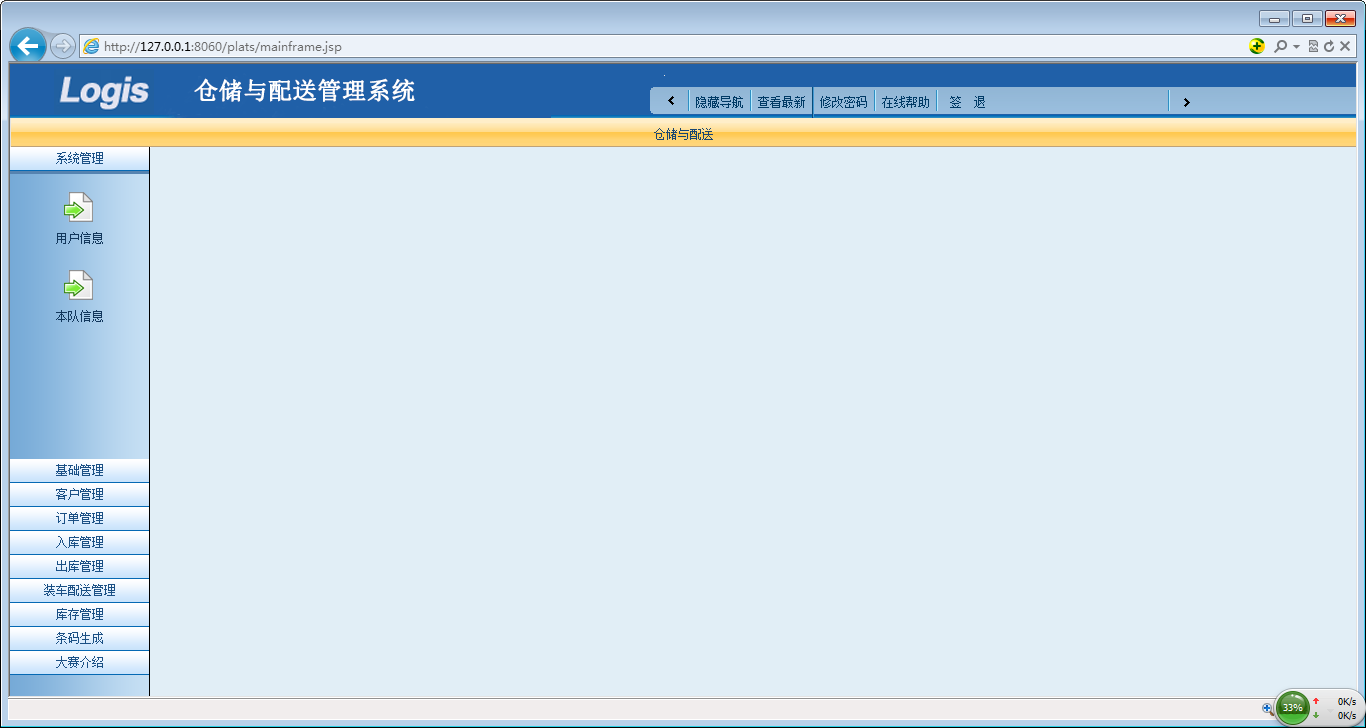 http://127.0.0.1:8060/plats/mainframe.jsp
Logis 仓储与配送管理系统
隐藏导航 查看最新 修改密码 在线帮助 签 退
仓储与配送
系统管理
用户信息
本队信息
基础管理
客户管理
订单管理
入库管理
出库管理
装车配送管理
库存管理
条码生成
大赛介绍
33%
0K/s
0K/s